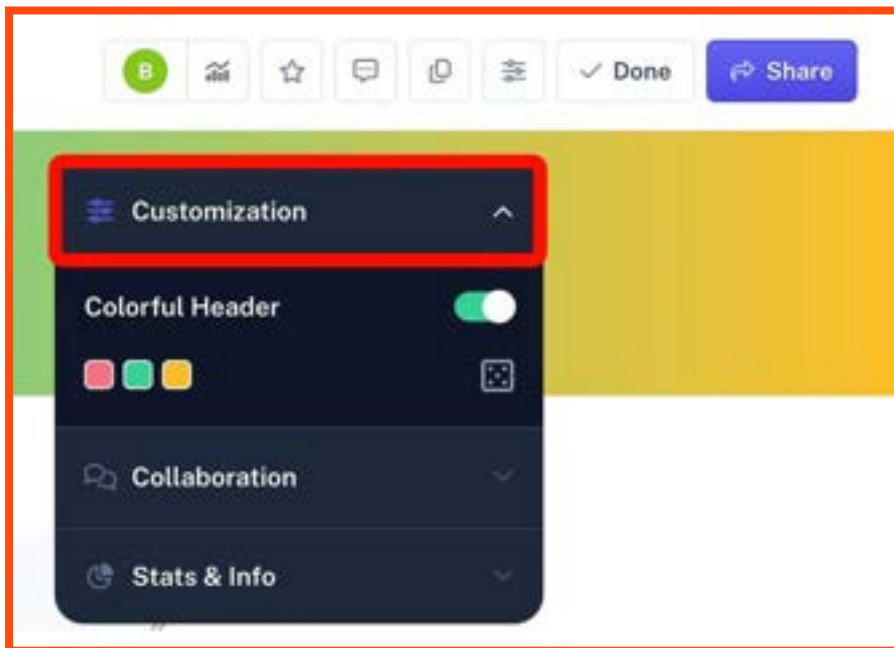 B
Done
Share
Customization
Colorful Header
Collaboration
Stats & Info